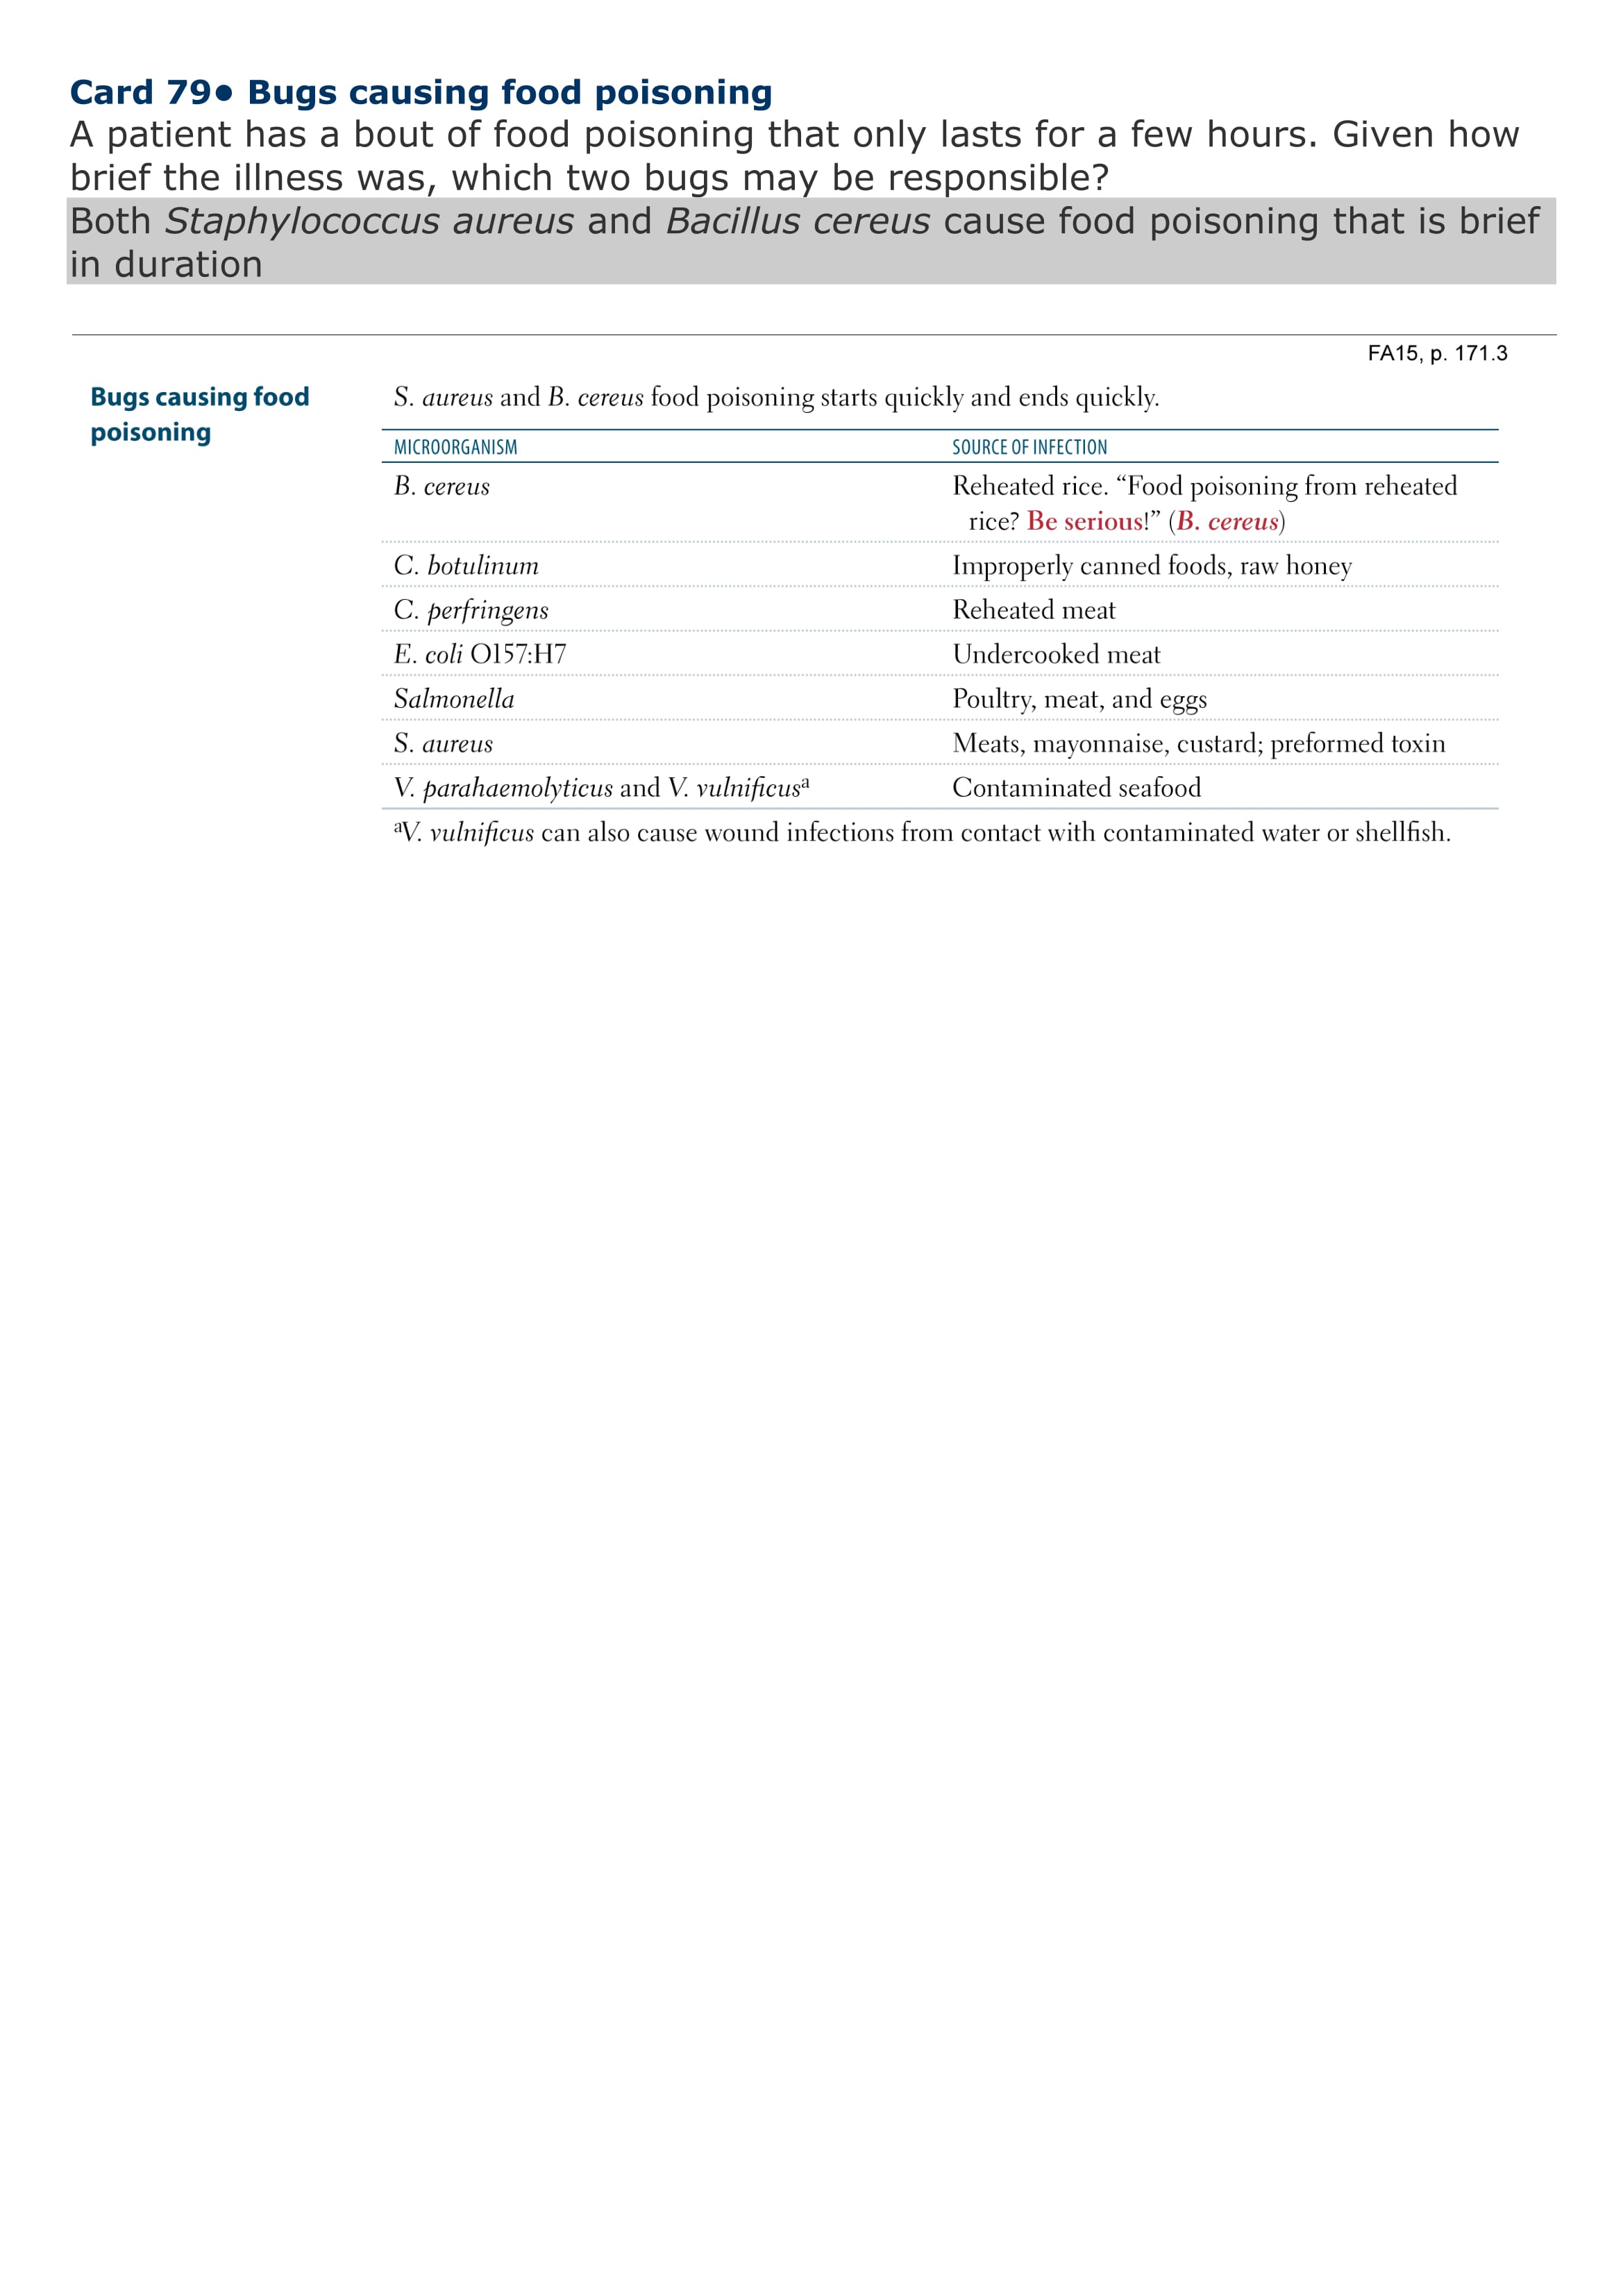 Card 79• Bugs causing food poisoning
A patient has a bout of food poisoning that only lasts for a few hours. Given how
brief the illness was, which two bugs may be responsible?
Both Staphylococcus aureus and Bacillus cereus cause food poisoning that is brief
in duration
FA15, p. 171.3
Bugs causing food
poisoning
S. aureus and B. cereus food poisoning starts quickly and ends quickly.
MICROORGANISM SOURCE OF INFECTION
B. cereus Reheated rice. “Food poisoning from reheated
rice? Be serious!” (B. cereus)
C. botulinum Improperly canned foods, raw honey
C. perfringens Reheated meat
E. coli O157:H7 Undercooked meat
Salmonella Poultry, meat, and eggs
S. aureus Meats, mayonnaise, custard; preformed toxin
V. parahaemolyticus and V. vulnificusᵃ Contaminated seafood
ᵃV. vulnificus can also cause wound infections from contact with contaminated water or shellfish.